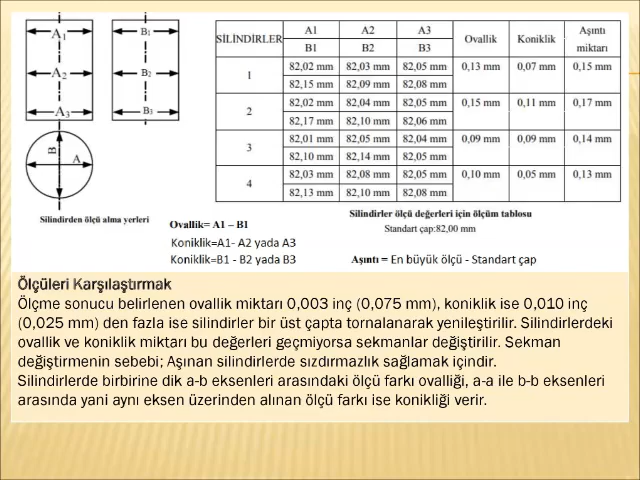 A1
A2
A3
B1
B2
B3
B
A
Silindirden ölçü alma yerleri
SİLİNDİRLER A1 A2 A3 Ovallik Koniklik Aşıntı miktarı
B1 B2 B3
1 82,02 mm 82,03 mm 82,05 mm 0,13 mm 0,07 mm 0,15 mm
82,15 mm 82,09 mm 82,08 mm
2 82,02 mm 82,04 mm 82,05 mm 0,15 mm 0,11 mm 0,17 mm
82,17 mm 82,10 mm 82,06 mm
3 82,01 mm 82,05 mm 82,04 mm 0,09 mm 0,09 mm 0,14 mm
82,10 mm 82,14 mm 82,05 mm
4 82,03 mm 82,08 mm 82,05 mm 0,10 mm 0,05 mm 0,13 mm
82,13 mm 82,10 mm 82,08 mm
Silindirler ölçü değerleri için ölçüm tablosu
Standart çap:82,00 mm
Ovallik= A1 – B1
Koniklik=A1- A2 yada A3
Koniklik=B1 - B2 yada B3
Aşıntı = En büyük ölçü - Standart çap
Ölçüleri Karşılaştırmak
Ölçme sonucu belirlenen ovallik miktarı 0,003 inç (0,075 mm), koniklik ise 0,010 inç
(0,025 mm) den fazla ise silindirler bir üst çapta tornalanarak yenileştirilir. Silindirlerdeki
ovallik ve koniklik miktarı bu değerleri geçmiyorsa sekmanlar değiştirilir. Sekman
değiştirmenin sebebi; Aşınan silindirlerde sızdırmazlık sağlamak içindir.
Silindirlerde birbirine dik a-b eksenleri arasındaki ölçü farkı ovalliği, a-a ile b-b eksenleri
arasında yani aynı eksen üzerinden alınan ölçü farkı ise konikliği verir.